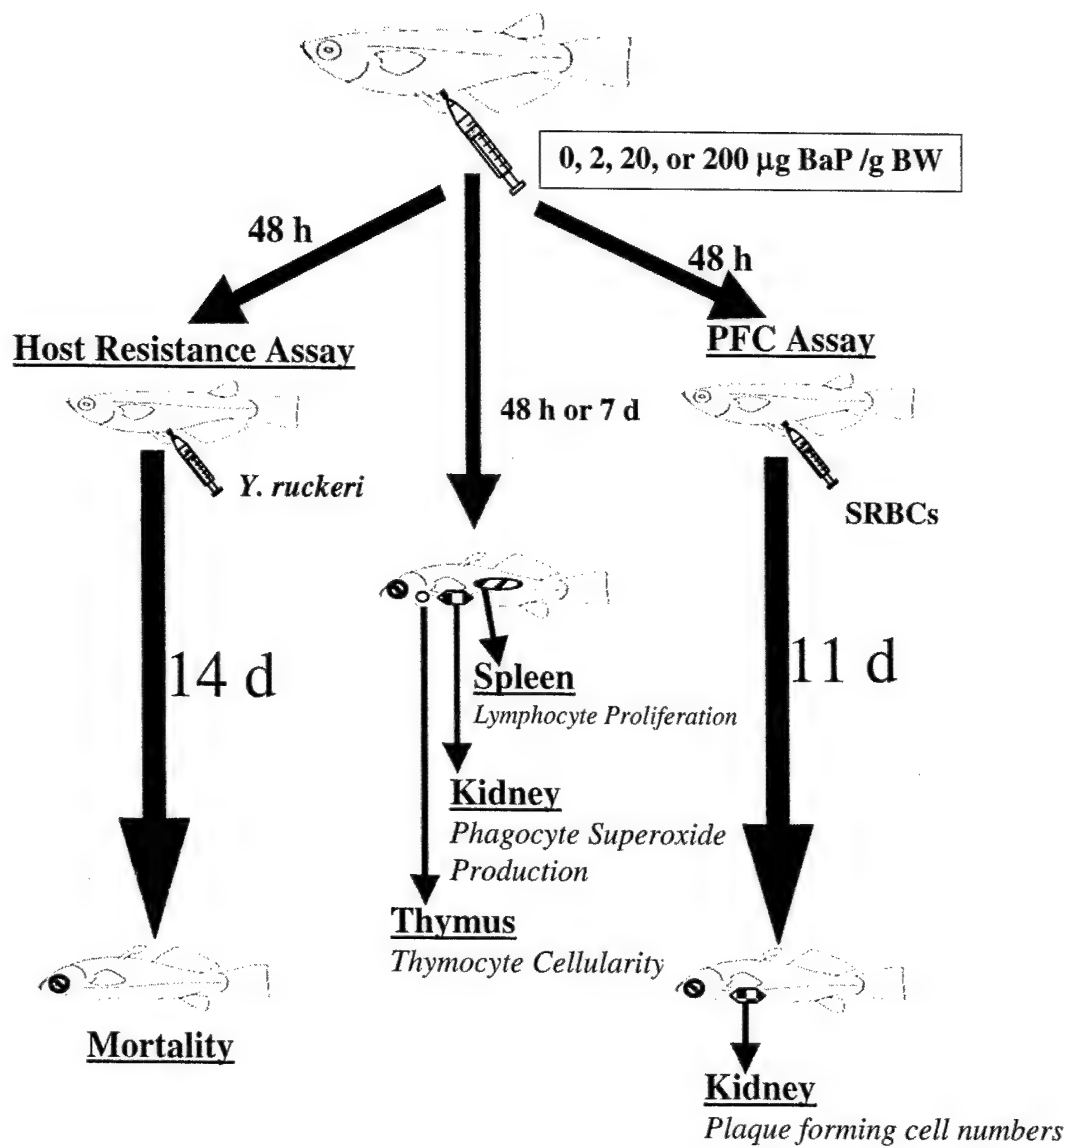 0, 2, 20, or 200 µg BaP /g BW
48 h
48 h
Host Resistance Assay
PFC Assay
48 h or 7 d
Y. ruckeri
SRBCs
14 d
11 d
Spleen
Lymphocyte Proliferation
Kidney
Phagocyte Superoxide
Production
Thymus
Thymocyte Cellularity
Mortality
Kidney
Plaque forming cell numbers